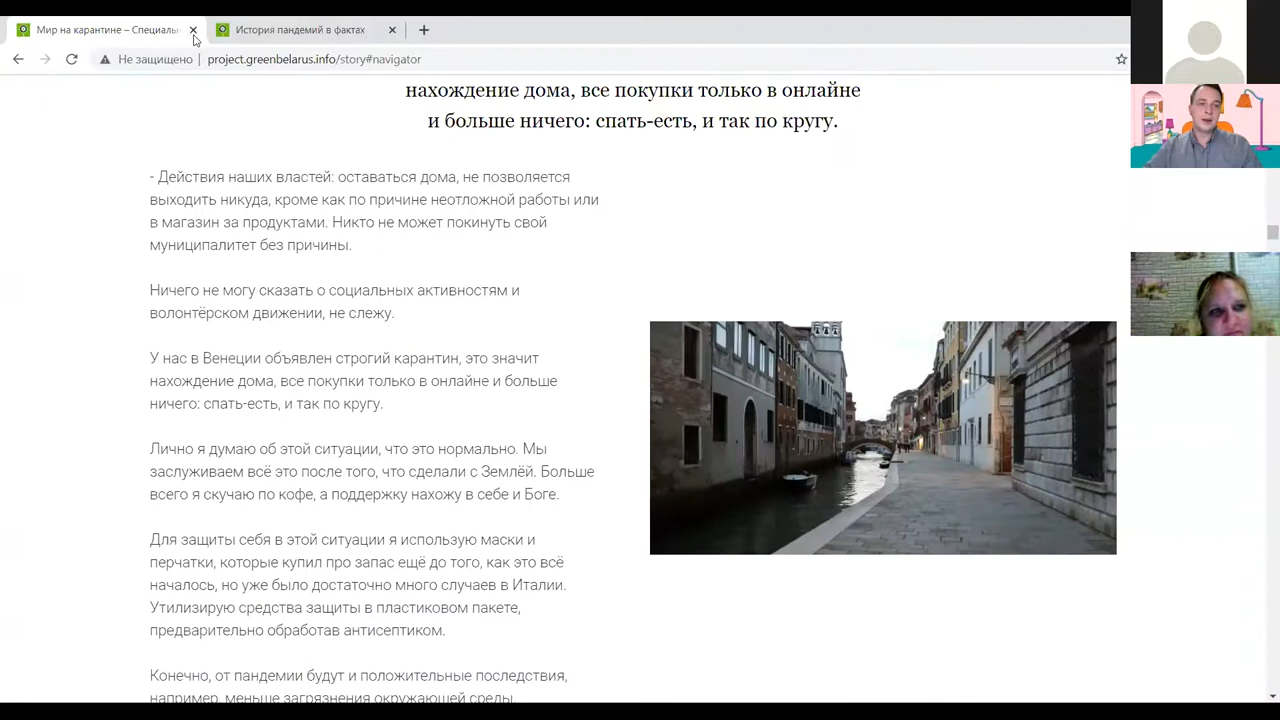 Мир на карантине – Специальн
История пандемий в фактах
Не защищено
project.greenbelarus.info/story#navigator
нахождение дома, все покупки только в онлайне
и больше ничего: спать-есть, и так по кругу.
- Действия наших властей: оставаться дома, не позволяется
выходить никуда, кроме как по причине неотложной работы или
в магазин за продуктами. Никто не может покинуть свой
муниципалитет без причины.
Ничего не могу сказать о социальных активностям и
волонтёрском движении, не слежу.
У нас в Венеции объявлен строгий карантин, это значит
нахождение дома, все покупки только в онлайне и больше
ничего: спать-есть, и так по кругу.
Лично я думаю об этой ситуации, что это нормально. Мы
заслуживаем всё это после того, что сделали с Землёй. Больше
всего я скучаю по кофе, а поддержку нахожу в себе и Боге.
Для защиты себя в этой ситуации я использую маски и
перчатки, которые купил про запас ещё до того, как это всё
началось, но уже было достаточно много случаев в Италии.
Утилизирую средства защиты в пластиковом пакете,
предварительно обработав антисептиком.
Конечно, от пандемии будут и положительные последствия,
например, меньше загрязнения окружающей среды.